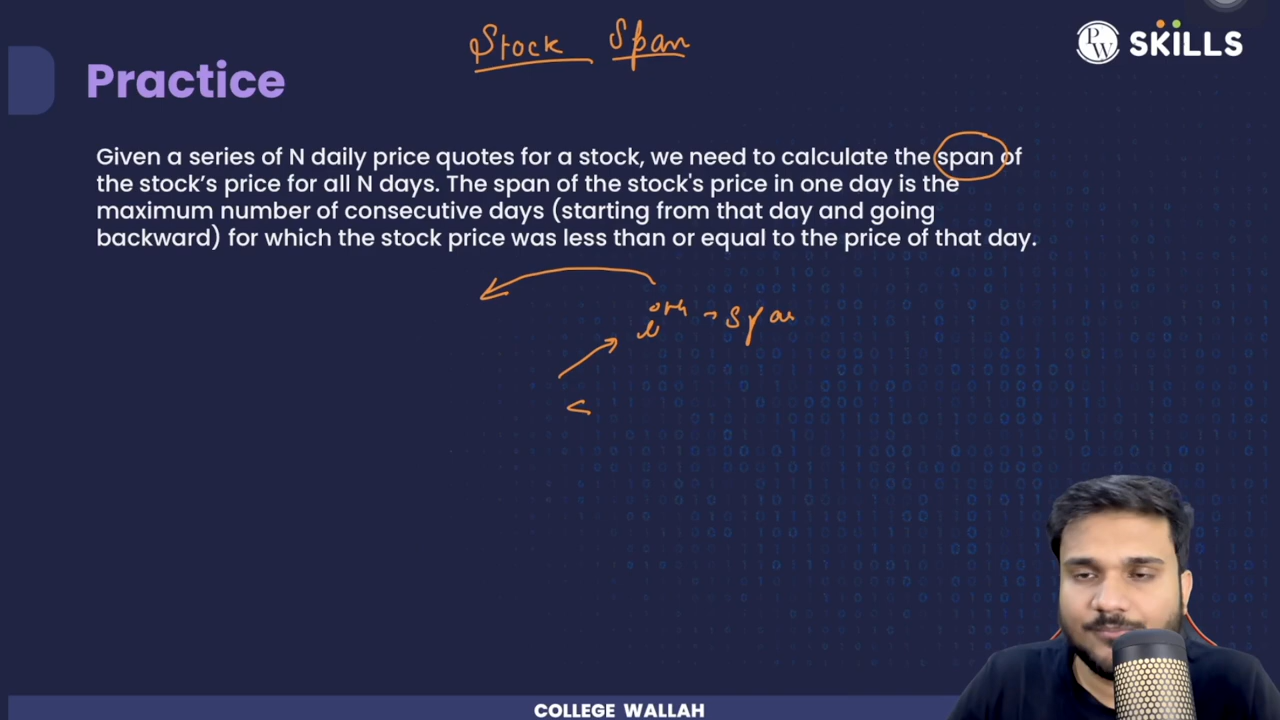 Stock Span
PW SKILLS
Practice
Given a series of N daily price quotes for a stock, we need to calculate the span of
the stock’s price for all N days. The span of the stock's price in one day is the
maximum number of consecutive days (starting from that day and going
backward) for which the stock price was less than or equal to the price of that day.
→ Span
<
COLLEGE WALLAH